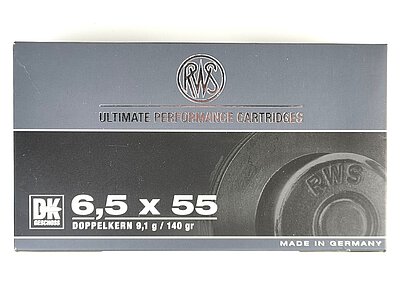 RWS
ULTIMATE PERFORMANCE CARTRIDGES
RWS
DK
GESCHOSS
6,5 x 55
DOPPELKERN 9,1 g / 140 gr
MADE IN GERMANY